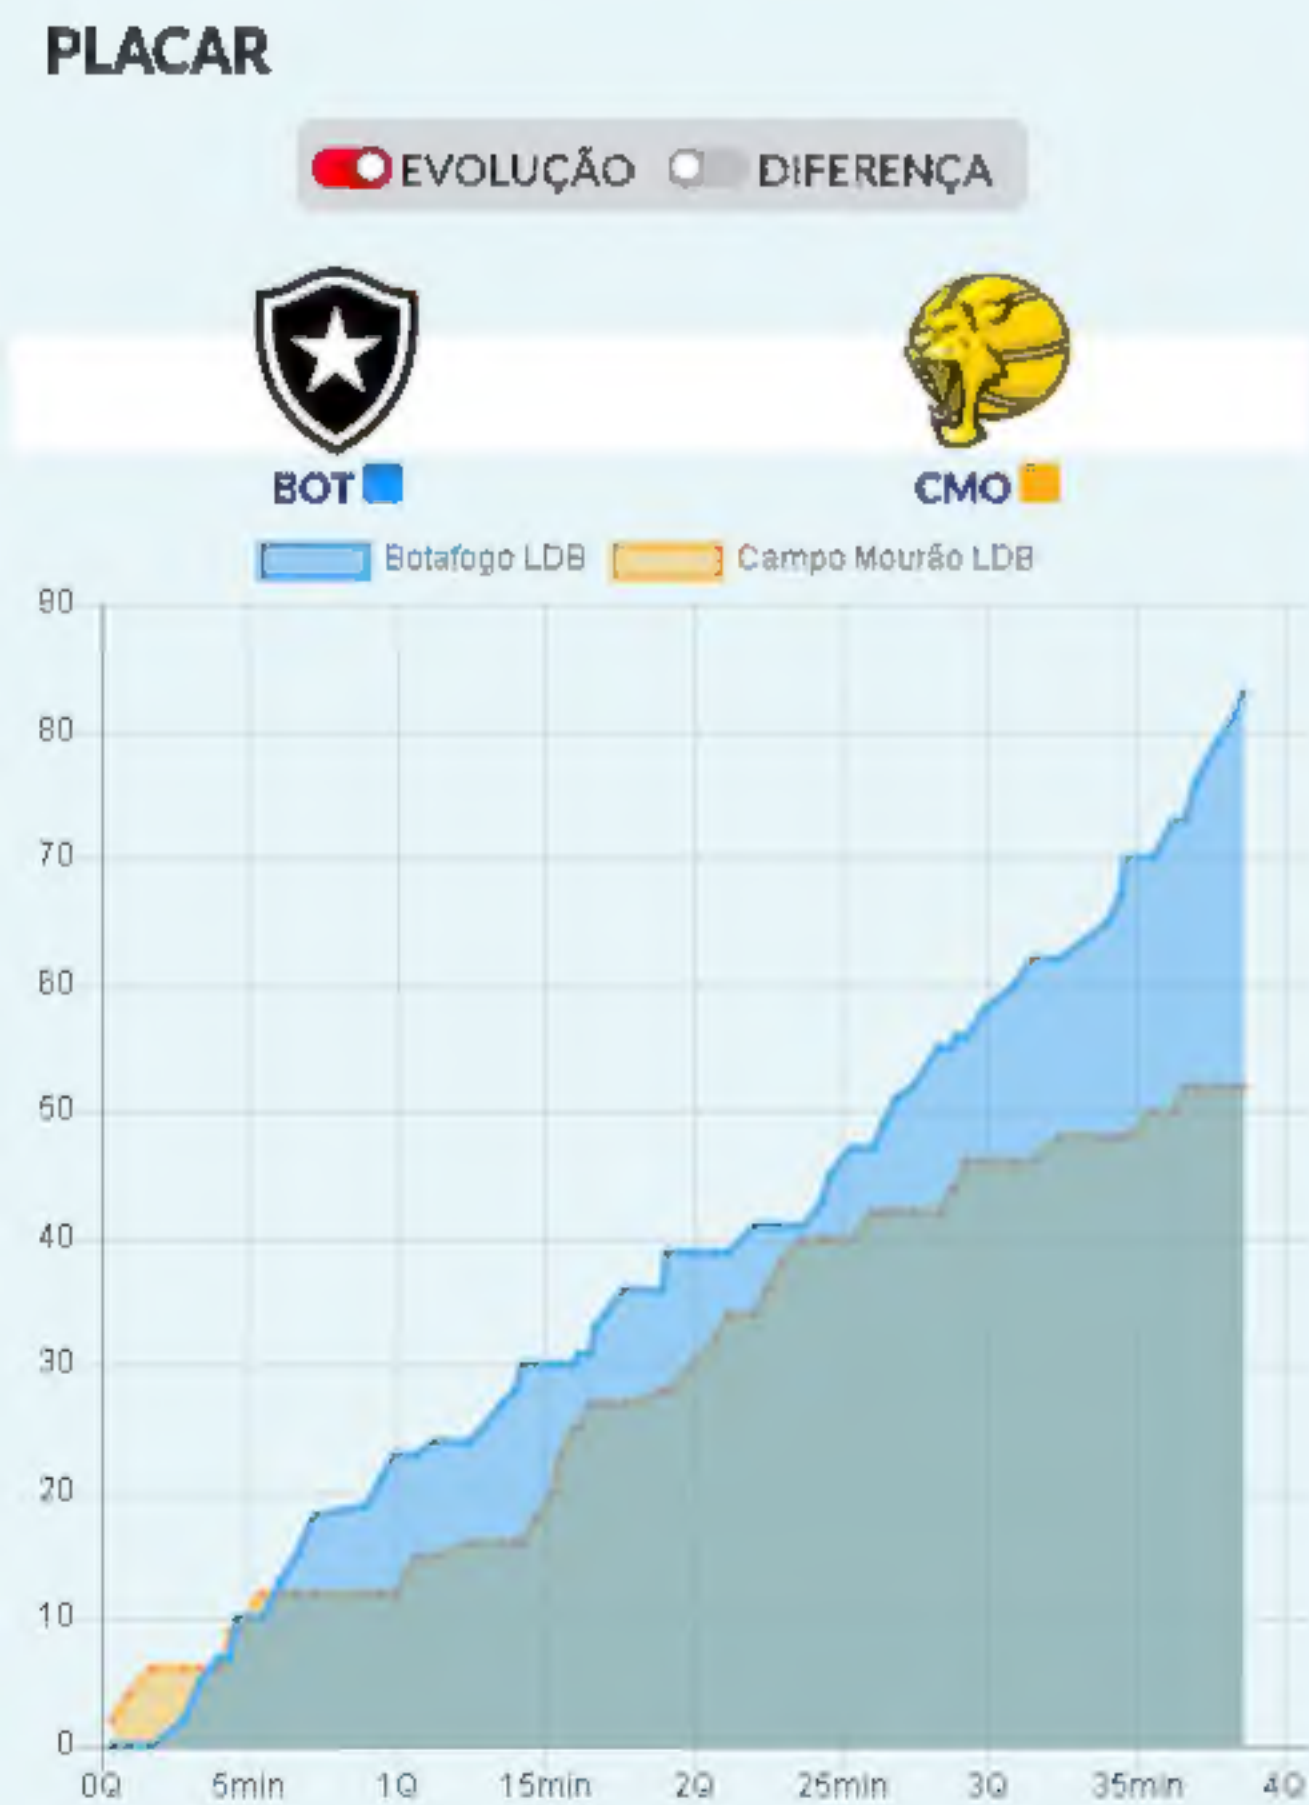 PLACAR
EVOLUÇÃO DIFERENÇA
BOT CMO
Botafogo LDB Campo Mourão LDB
90
80
70
60
50
40
30
20
10
0
0Q 5min 1Q 15min 2Q 25min 3Q 35min 4Q